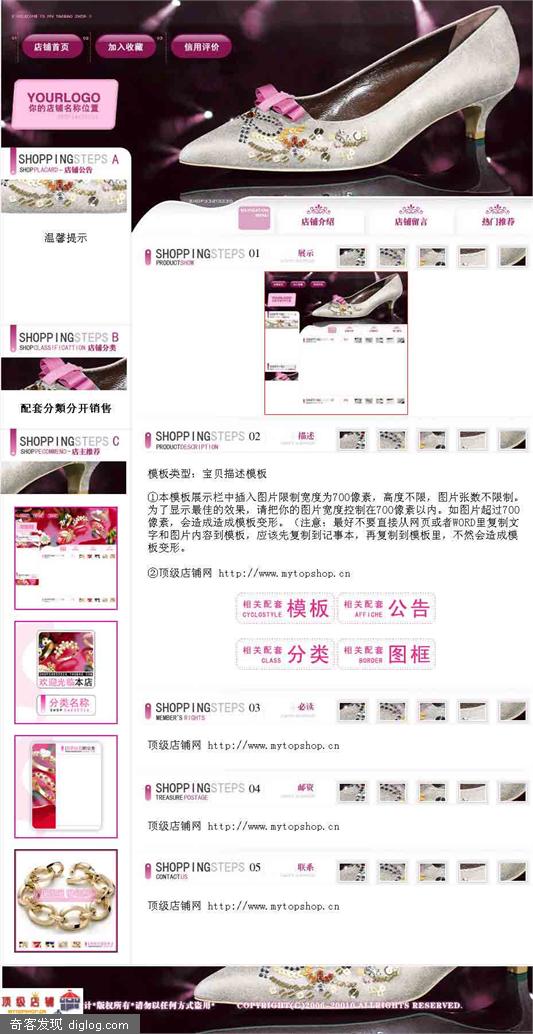 WELCOME TO MY TAOBAO SHOP
店铺首页
加入收藏
信用评价
YOURLOGO
你的店铺名称位置
SHOPPINGSTEPS A
SHOPPLACARD-店铺公告
温馨提示
店铺介绍
店铺留言
热门推荐
SHOPPINGSTEPS 01 展示
PRODUCTSHOW
SHOPPINGSTEPS B
SHOPCLASSIFICATTION 店铺分类
配套分類分开销售
SHOPPINGSTEPS C
SHOPPECOMMEND-店主推荐
欢迎光临本店
分类名称
SHOPPINGSTEPS 02 描述
PRODUCTDESCRIPTION
模板类型: 宝贝描述模板
①本模板展示栏中插入图片限制宽度为700像素，高度不限，图片张数不限制。
为了显示最佳的效果，请把你的图片宽度控制在700像素以内。如图片超过700
像素，会造成造成模板变形。（注意：最好不要直接从网页或者WORD里复制文
字和图片内容到模板，应该先复制到记事本，再复制到模板里，不然会造成模
板变形。
②顶级店铺网 http://www.mytopshop.cn
相关配套 模板
CYCLOSTYLE
相关配套 公告
AFFICHE
相关配套 分类
CLASS
相关配套 图框
BORDER
SHOPPINGSTEPS 03 必读
MEMBER'S RIGHTS
顶级店铺网 http://www.mytopshop.cn
SHOPPINGSTEPS 04 邮资
TREASURE POSTAGE
顶级店铺网 http://www.mytopshop.cn
SHOPPINGSTEPS 05 联系
CONTACT US
顶级店铺网 http://www.mytopshop.cn
顶级店铺
计*版权所有*请勿以任何方式盗用* COPYRIGHT(C)2006-20010 ALLRIGHTS RESERVED.
奇客发现 diglog.com